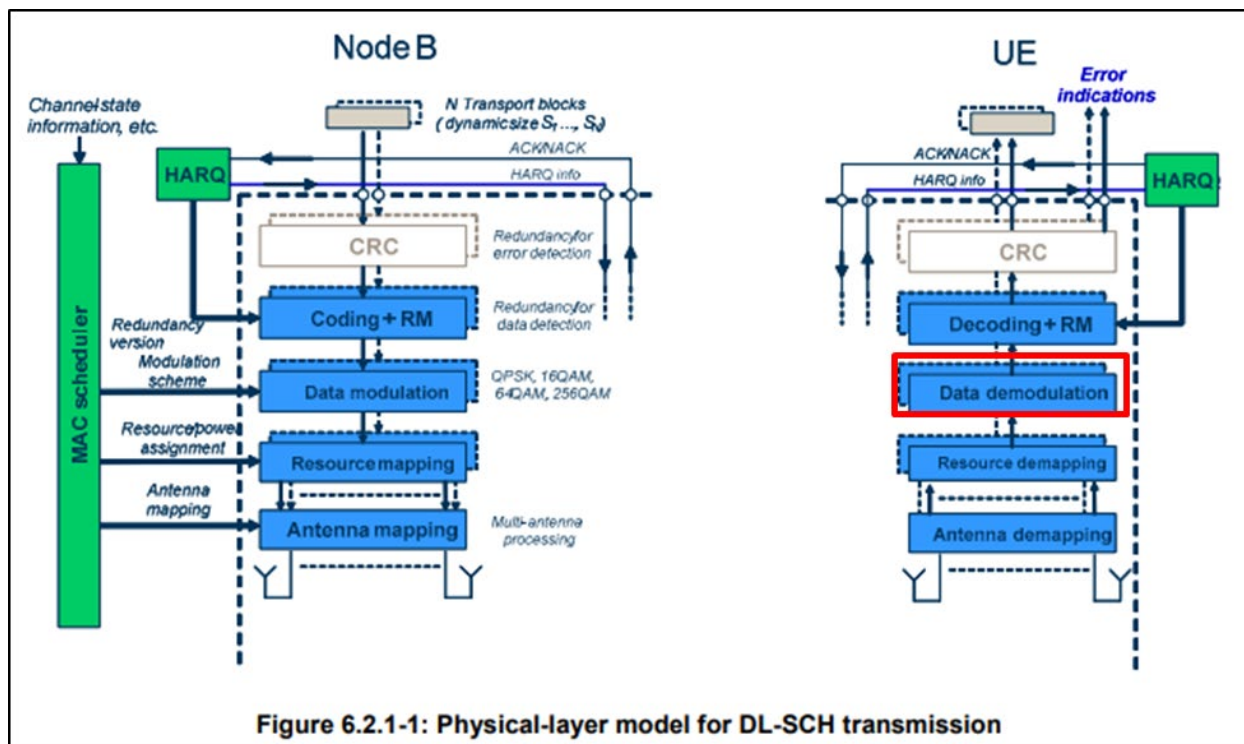 Node B
UE
Channel-state
information, etc.
N Transport blocks
(dynamic size S1..., SN)
Error
indications
HARQ
ACK/NACK
HARQ info
ACK/NACK
HARQ info
HARQ
CRC
Redundancy for
error detection
CRC
Coding + RM
Redundancy for
data detection
Decoding + RM
MAC scheduler
Redundancy
version
Modulation
scheme
Data modulation
QPSK, 16QAM,
64QAM, 256QAM
Data demodulation
Resource/power
assignment
Resource mapping
Resource demapping
Antenna
mapping
Antenna mapping
Multi-antenna
processing
Antenna demapping
Figure 6.2.1-1: Physical-layer model for DL-SCH transmission